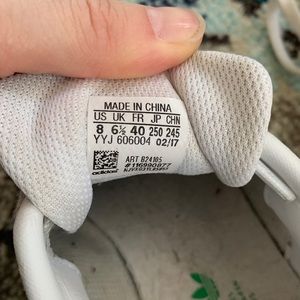 MADE IN CHINA
US UK FR JP CHN
8 6½ 40 250 245
YYJ 606004 02/17
adidas
ART B24105
#116990877